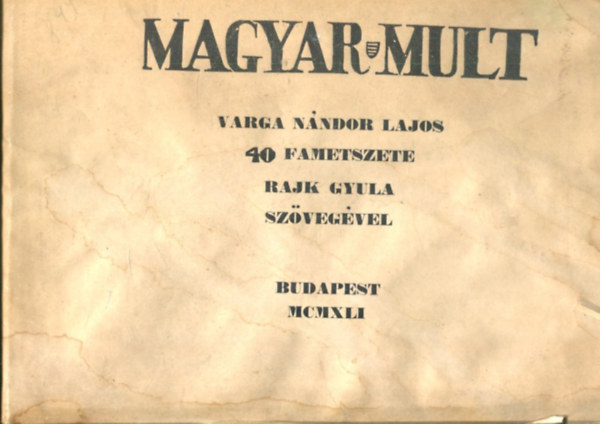 MAGYAR MULT
VARGA NÁNDOR LAJOS
40 FAMETSZETE
RAJK GYULA
SZÖVEGÉVEL
BUDAPEST
MCMXLI